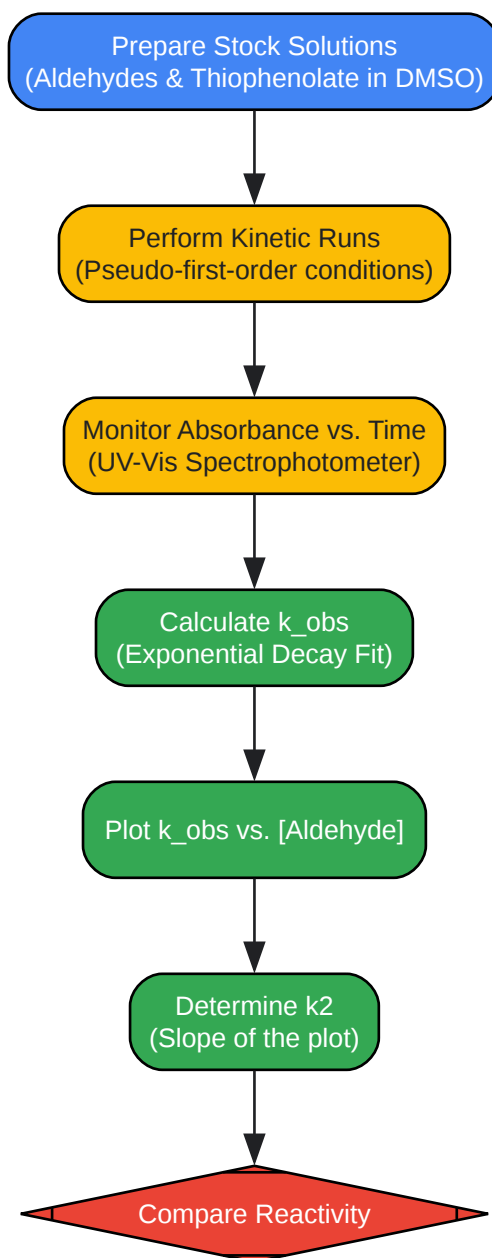 Prepare Stock Solutions
(Aldehydes & Thiophenolate in DMSO)
Perform Kinetic Runs
(Pseudo-first-order conditions)
Monitor Absorbance vs. Time
(UV-Vis Spectrophotometer)
Calculate k_obs
(Exponential Decay Fit)
Plot k_obs vs. [Aldehyde]
Determine k2
(Slope of the plot)
Compare Reactivity